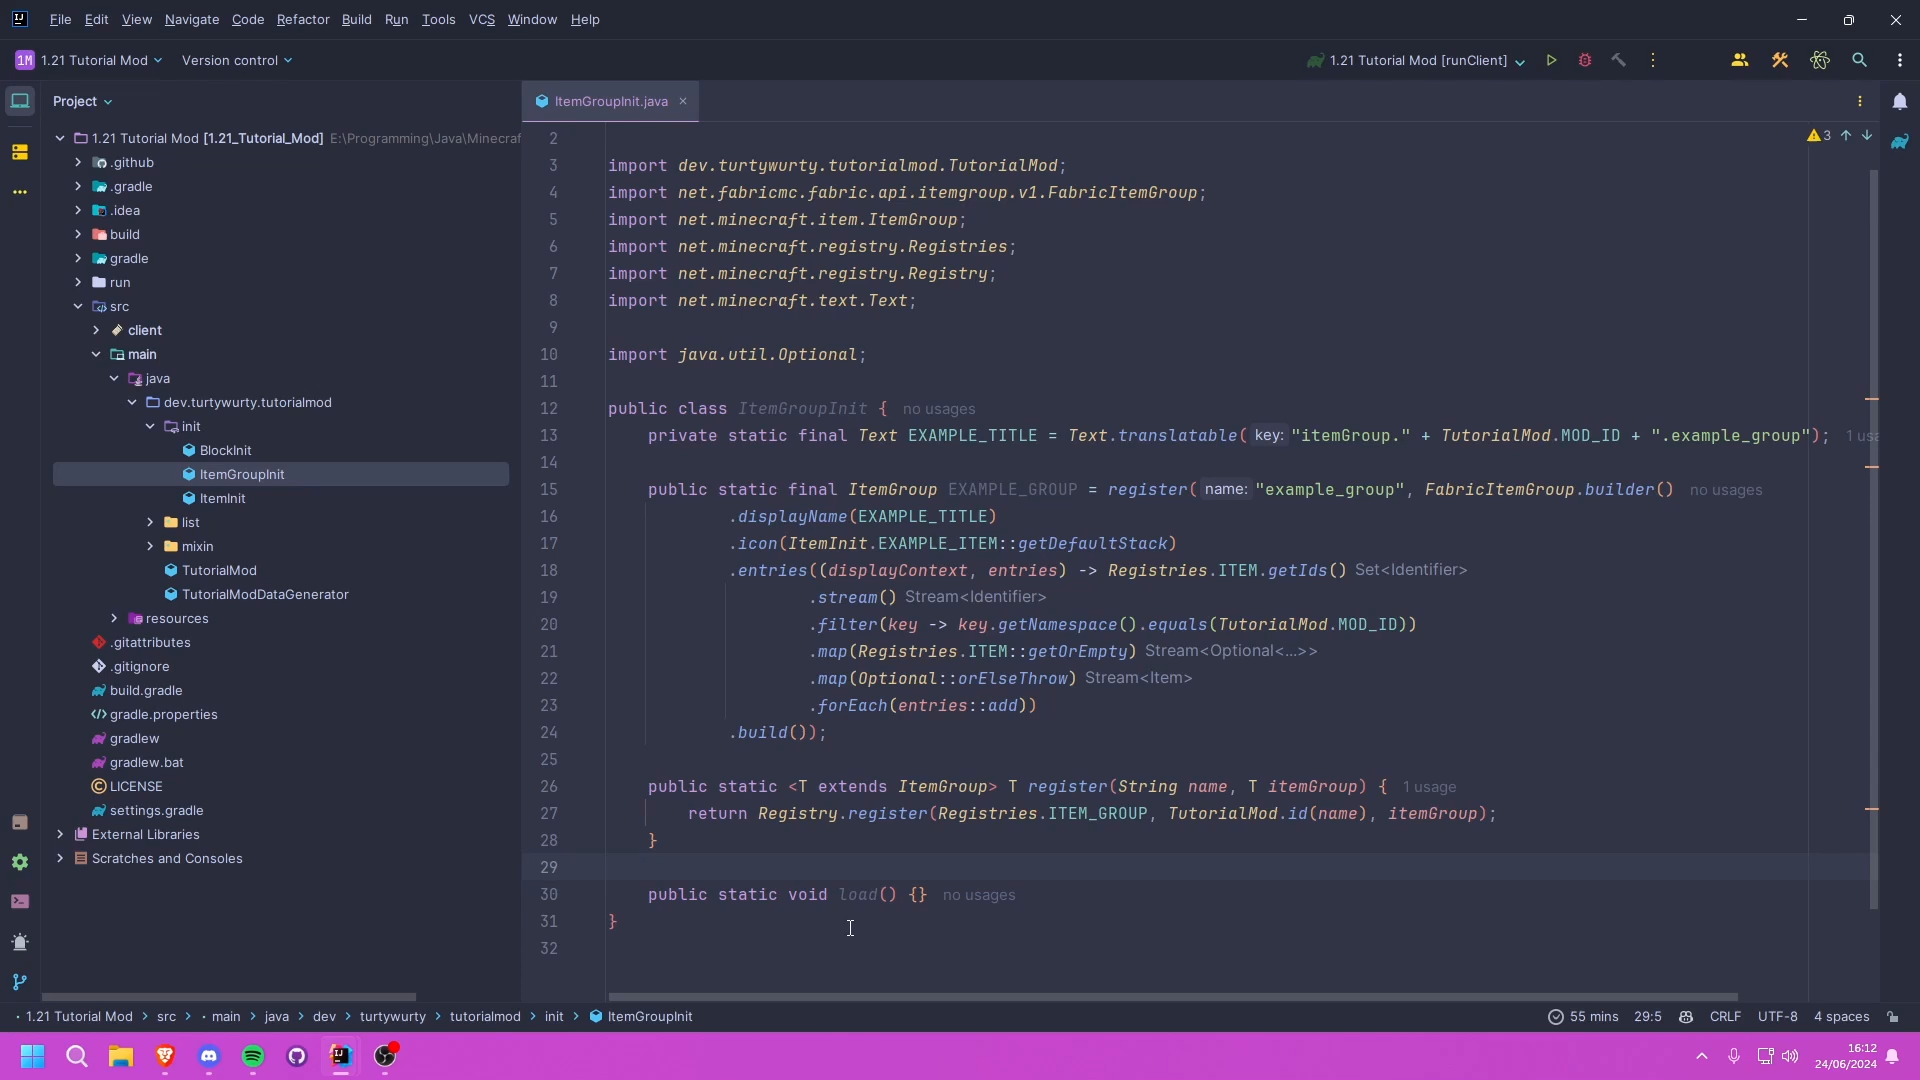 File Edit View Navigate Code Refactor Build Run Tools VCS Window Help
1M 1.21 Tutorial Mod Version control 1.21 Tutorial Mod [runClient]
Project
ItemGroupInit.java
3
1.21 Tutorial Mod [1.21_Tutorial_Mod] E:\Programming\Java\Minecraf
.github
.gradle
.idea
build
gradle
run
src
client
main
java
dev.turtywurty.tutorialmod
init
BlockInit
ItemGroupInit
ItemInit
list
mixin
TutorialMod
TutorialModDataGenerator
resources
.gitattributes
.gitignore
build.gradle
gradle.properties
gradlew
gradlew.bat
LICENSE
settings.gradle
External Libraries
Scratches and Consoles
2
3 import dev.turtywurty.tutorialmod.TutorialMod;
4 import net.fabricmc.fabric.api.itemgroup.v1.FabricItemGroup;
5 import net.minecraft.item.ItemGroup;
6 import net.minecraft.registry.Registries;
7 import net.minecraft.registry.Registry;
8 import net.minecraft.text.Text;
9
10 import java.util.Optional;
11
12 public class ItemGroupInit { no usages
13 private static final Text EXAMPLE_TITLE = Text.translatable( key: "itemGroup." + TutorialMod.MOD_ID + ".example_group"); 1 usa
14
15 public static final ItemGroup EXAMPLE_GROUP = register( name: "example_group", FabricItemGroup.builder() no usages
16 .displayName(EXAMPLE_TITLE)
17 .icon(ItemInit.EXAMPLE_ITEM::getDefaultStack)
18 .entries((displayContext, entries) -> Registries.ITEM.getIds() Set<Identifier>
19 .stream() Stream<Identifier>
20 .filter(key -> key.getNamespace().equals(TutorialMod.MOD_ID))
21 .map(Registries.ITEM::getOrEmpty) Stream<Optional<...>>
22 .map(Optional::orElseThrow) Stream<Item>
23 .forEach(entries::add))
24 .build());
25
26 public static <T extends ItemGroup> T register(String name, T itemGroup) { 1 usage
27 return Registry.register(Registries.ITEM_GROUP, TutorialMod.id(name), itemGroup);
28 }
29
30 public static void load() {} no usages
31 }
32
1.21 Tutorial Mod > src > main > java > dev > turtywurty > tutorialmod > init > ItemGroupInit 55 mins 29:5 CRLF UTF-8 4 spaces
16:12
24/06/2024